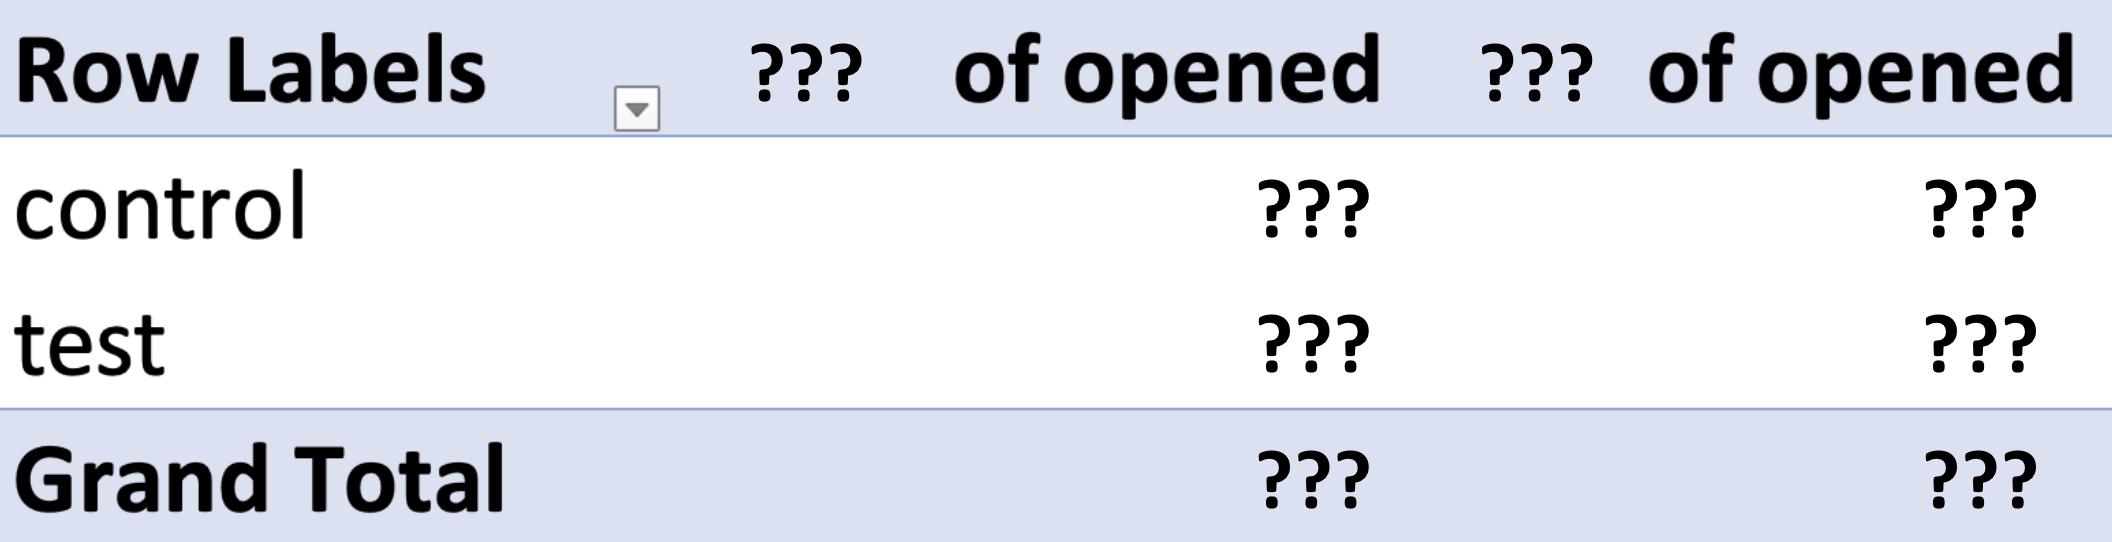 Row Labels ??? of opened ??? of opened
control ??? ???
test ??? ???
Grand Total ??? ???